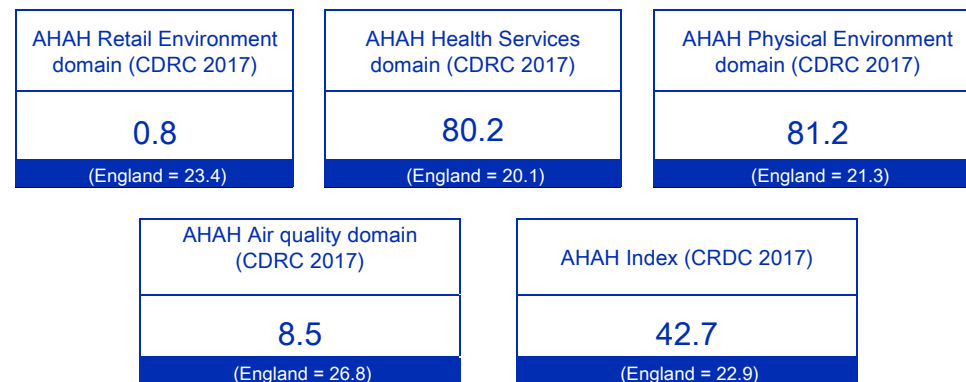 AHAH Retail Environment
domain (CDRC 2017)
0.8
(England = 23.4)
AHAH Health Services
domain (CDRC 2017)
80.2
(England = 20.1)
AHAH Physical Environment
domain (CDRC 2017)
81.2
(England = 21.3)
AHAH Air quality domain
(CDRC 2017)
8.5
(England = 26.8)
AHAH Index (CRDC 2017)
42.7
(England = 22.9)